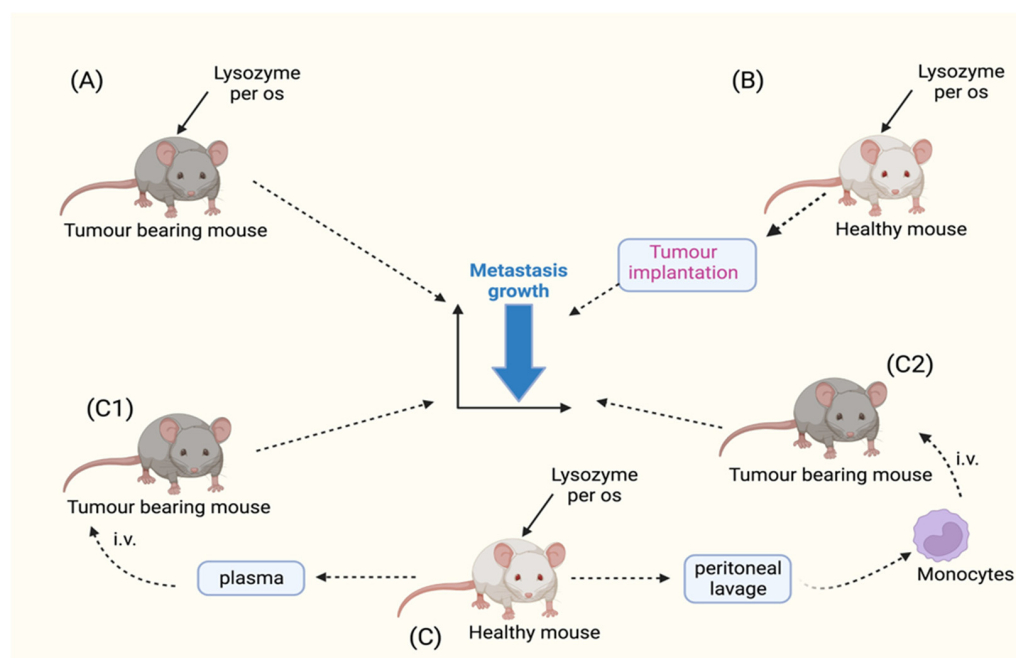 (A)
Lysozyme
per os
Tumour bearing mouse
(B)
Lysozyme
per os
Healthy mouse
Tumour
implantation
Metastasis
growth
(C1)
Tumour bearing mouse
i.v.
plasma
(C2)
Tumour bearing mouse
i.v.
Monocytes
peritoneal
lavage
Lysozyme
per os
(C)
Healthy mouse